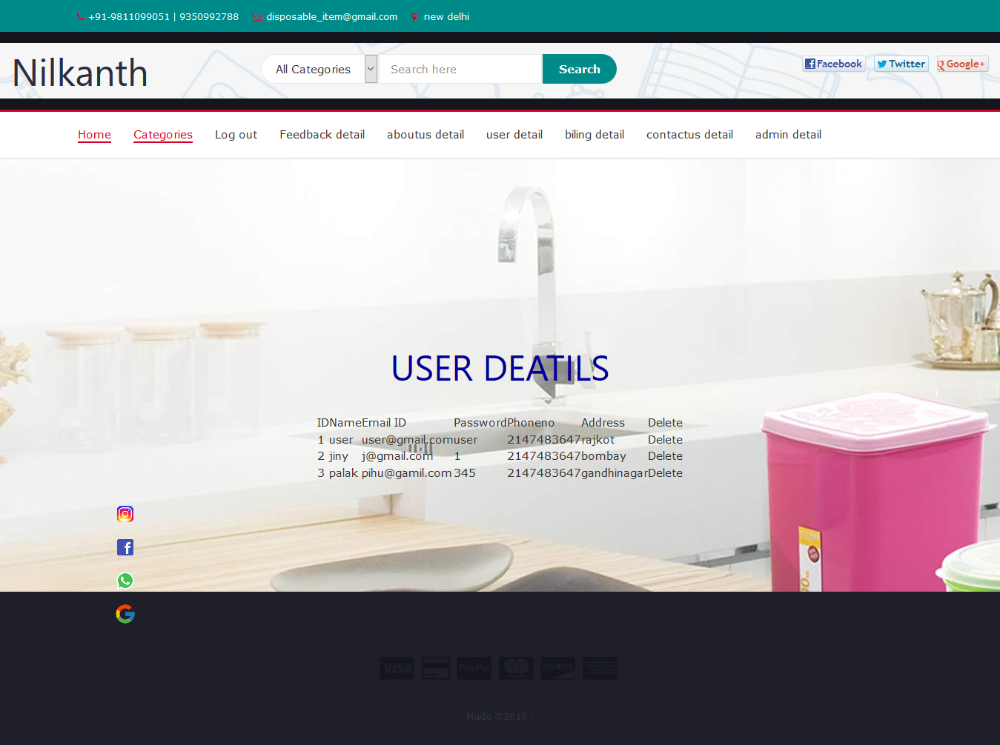 +91-9811099051 | 9350992788 disposable_item@gmail.com new delhi
Nilkanth
All Categories Search here Search
Facebook Twitter Google+
Home Categories Log out Feedback detail aboutus detail user detail biling detail contactus detail admin detail
USER DEATILS
ID Name Email ID Password Phoneno Address Delete
1 user user@gmail.com user 2147483647 rajkot Delete
2 jiny j@gmail.com 1 2147483647 bombay Delete
3 palak pihu@gamil.com 345 2147483647 gandhinagar Delete
VISA PayPal DISCOVER
Made ©2019 |